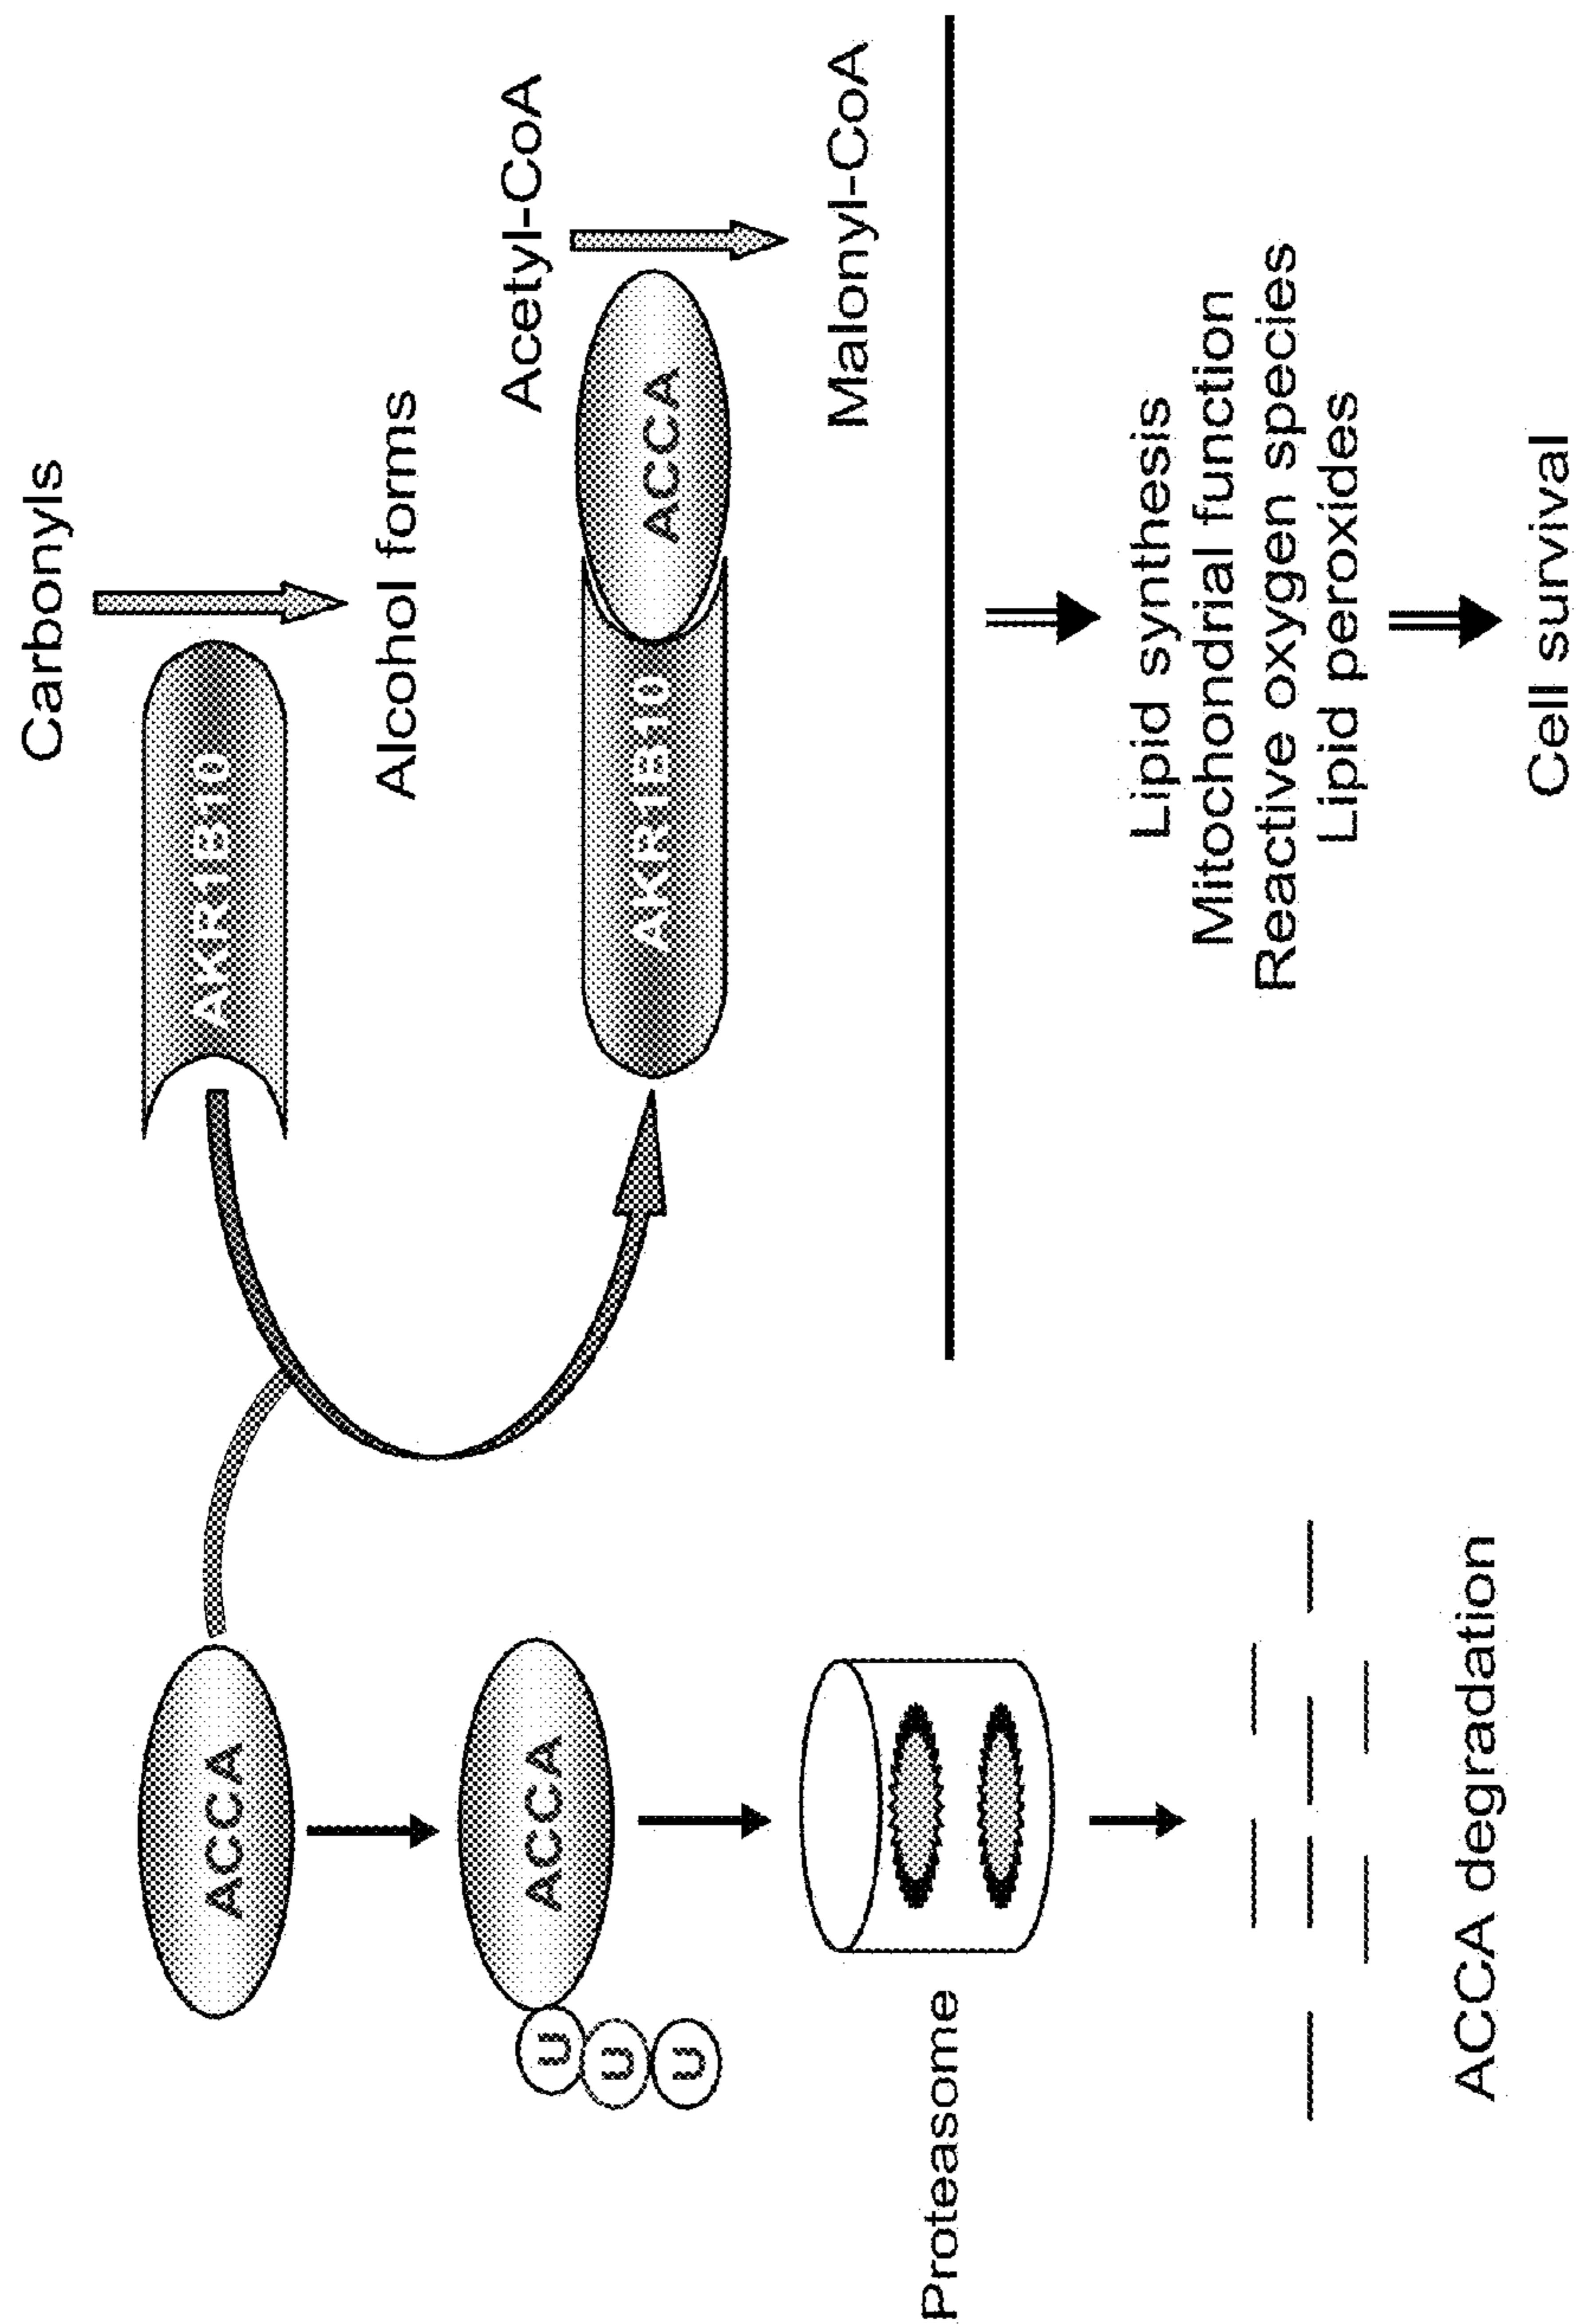 Carbonyls
ACCA
AKR1B10
Alcohol forms
Acetyl-CoA
U
U
U
ACCA
AKR1B10
ACCA
Malonyl-CoA
Proteasome
Lipid synthesis
Mitochondrial function
Reactive oxygen species
Lipid peroxides
ACCA degradation
Cell survival